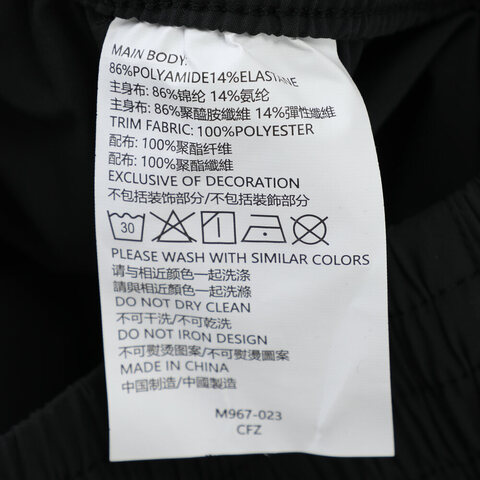 MAIN BODY:
86%POLYAMIDE14%ELASTANE
主身布: 86%锦纶 14%氨纶
主身布: 86%聚醯胺纖維 14%彈性纖維
TRIM FABRIC: 100%POLYESTER
配布: 100%聚酯纤维
配布: 100%聚酯纖維
EXCLUSIVE OF DECORATION
不包括装饰部分/不包括裝飾部分
30
PLEASE WASH WITH SIMILAR COLORS
请与相近颜色一起洗涤
請與相近顏色一起洗滌
DO NOT DRY CLEAN
不可干洗/不可乾洗
DO NOT IRON DESIGN
不可熨烫图案/不可熨燙圖案
MADE IN CHINA
中国制造/中國製造
M967-023
CFZ